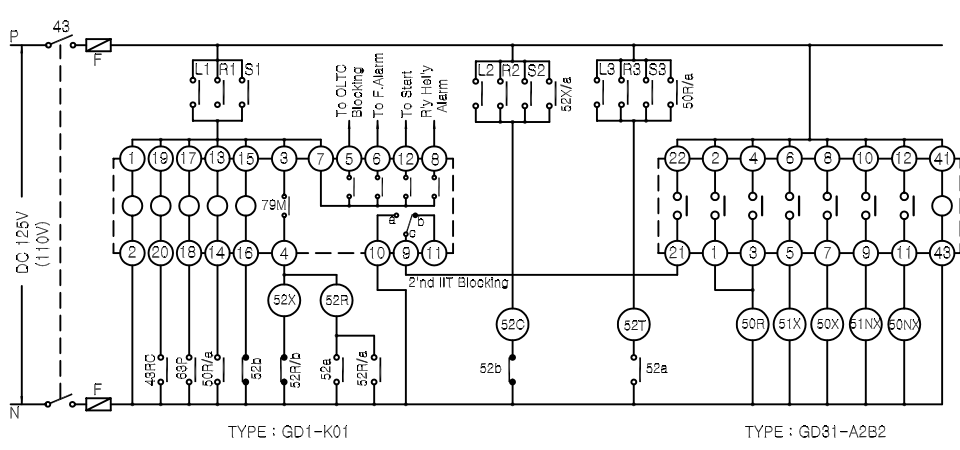 43
P
F
L1 R1 S1
To OLTC
Blocking
To F.Alarm
To Start
R'y Hel'y
Alarm
L2 R2 S2
52X/a
L3 R3 S3
50R/a
1 19 17 13 15 3 7 5 6 12 8
22 2 4 6 8 10 12 41
DC 125V
(110V)
79M
a b
c
2 20 18 14 16 4 10 9 11
21 1 3 5 7 9 11 43
2'nd IIT Blocking
52X 52R
52C 52T
50R 51X 50X 51NX 50NX
43RC 63P 50R/a 52b 52R/b 52a 52R/a
52b 52a
F
N
TYPE : GD1-K01
TYPE : GD31-A2B2